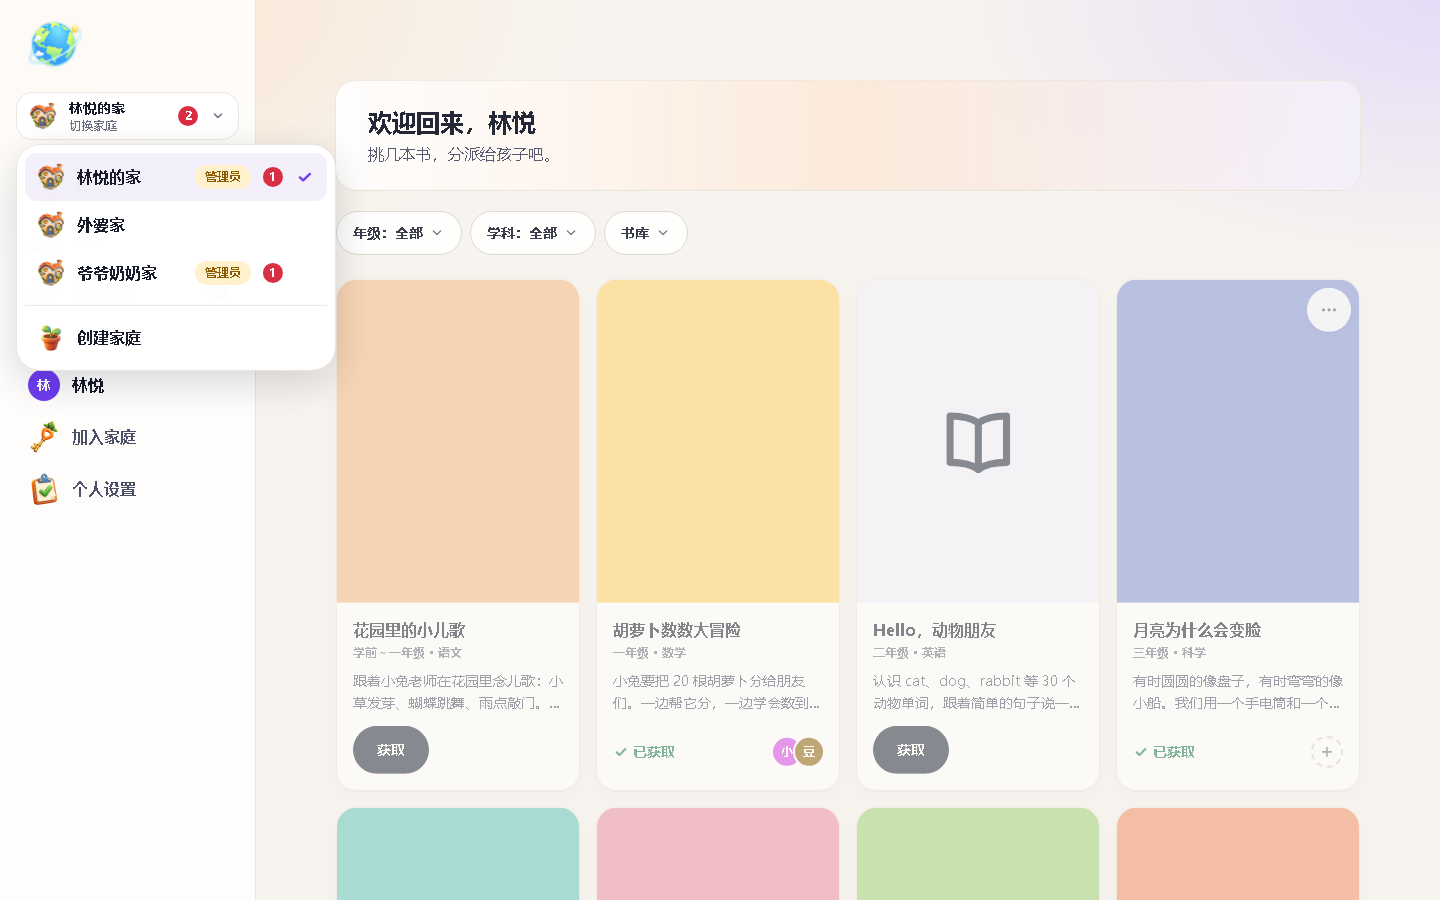 林悦的家
切换家庭
2
林悦的家 管理员 1
外婆家
爷爷奶奶家 管理员 1
创建家庭
林 林悦
加入家庭
个人设置
欢迎回来，林悦
挑几本书，分派给孩子吧。
年级：全部 学科：全部 书库
花园里的小儿歌
学前~一年级·语文
跟着小兔老师在花园里念儿歌：小
草发芽、蝴蝶跳舞、雨点敲门。...
获取
胡萝卜数数大冒险
一年级·数学
小兔要把 20 根胡萝卜分给朋友
们。一边帮它分，一边学会数到...
已获取 小 豆
Hello，动物朋友
二年级·英语
认识 cat、dog、rabbit 等 30 个
动物单词，跟着简单的句子说一...
获取
月亮为什么会变脸
三年级·科学
有时圆圆的像盘子，有时弯弯的像
小船。我们用一个手电筒和一个...
已获取